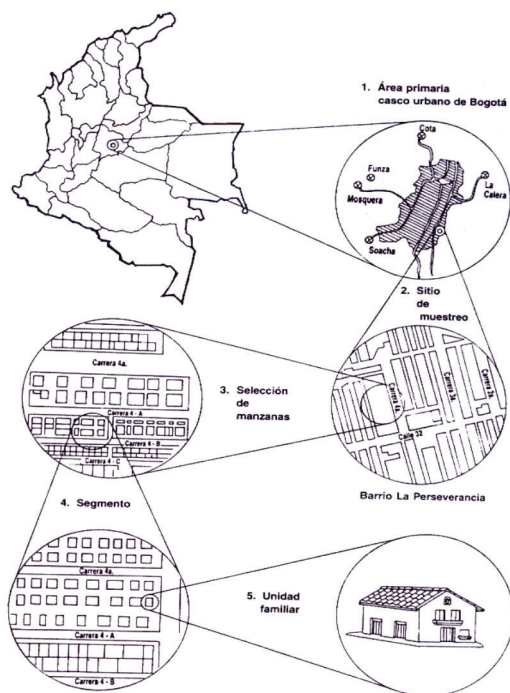 1. Área primaria
casco urbano de Bogotá
Cota
Funza
Mosquera
La
Calera
Soacha
2. Sitio
de
muestreo
Carrera 4a.
Carrera 4 - A
Carrera 4 - B
Carrera 4 - C
3. Selección
de
manzanas
Carrera 4a.
Carrera 3a.
Calle 32
Barrio La Perseverancia
4. Segmento
Carrera 4a.
Carrera 4 - A
Carrera 4 - B
5. Unidad
familiar